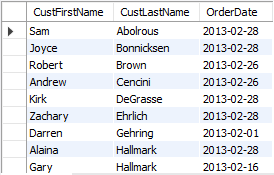 CustFirstName CustLastName OrderDate
Sam Abolrous 2013-02-28
Joyce Bonnicksen 2013-02-28
Robert Brown 2013-02-26
Andrew Cencini 2013-02-26
Kirk DeGrasse 2013-02-28
Zachary Ehrlich 2013-02-28
Darren Gehring 2013-02-01
Alaina Hallmark 2013-02-28
Gary Hallmark 2013-02-16